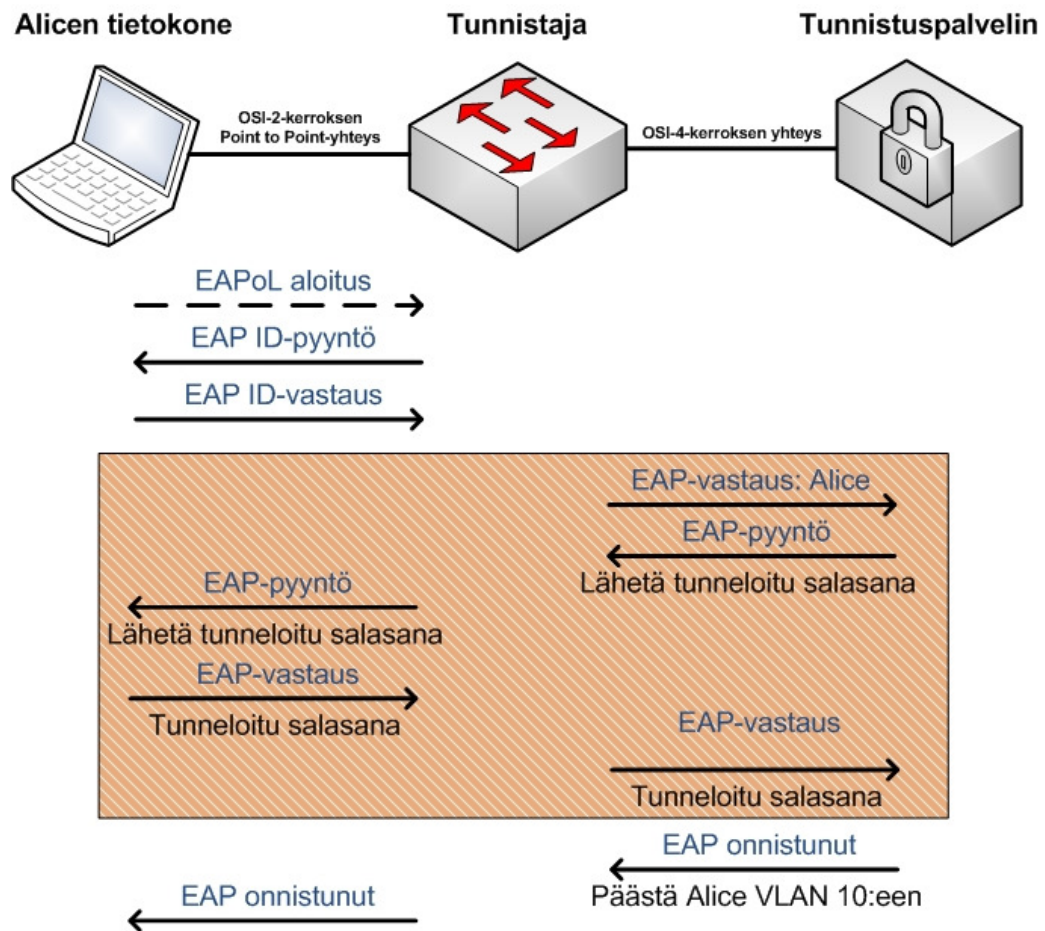 Alicen tietokone
Tunnistaja
Tunnistuspalvelin
OSI-2-kerroksen
Point to Point-yhteys
OSI-4-kerroksen yhteys
EAPoL aloitus
EAP ID-pyyntö
EAP ID-vastaus
EAP-vastaus: Alice
EAP-pyyntö
Lähetä tunneloitu salasana
EAP-pyyntö
Lähetä tunneloitu salasana
EAP-vastaus
Tunneloitu salasana
EAP-vastaus
Tunneloitu salasana
EAP onnistunut
Päästä Alice VLAN 10:een
EAP onnistunut